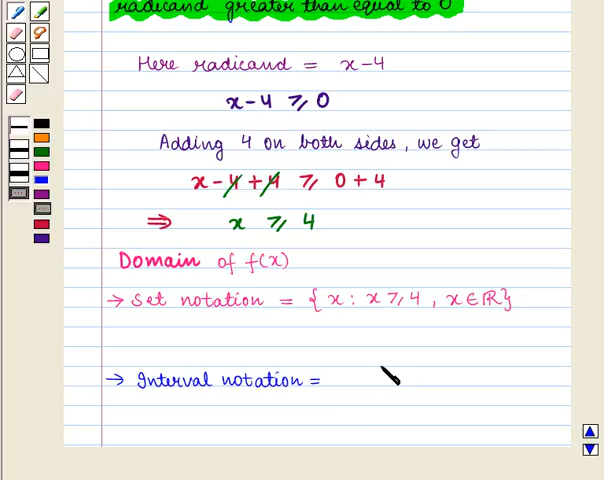 radicand greater than equal to 0
Here radicand = x-4
x-4 ⩾ 0
Adding 4 on both sides, we get
x-4+4 ⩾ 0+4
⇒ x ⩾ 4
Domain of f(x)
→ Set notation = {x: x⩾4, x∈ℝ}
→ Interval notation =